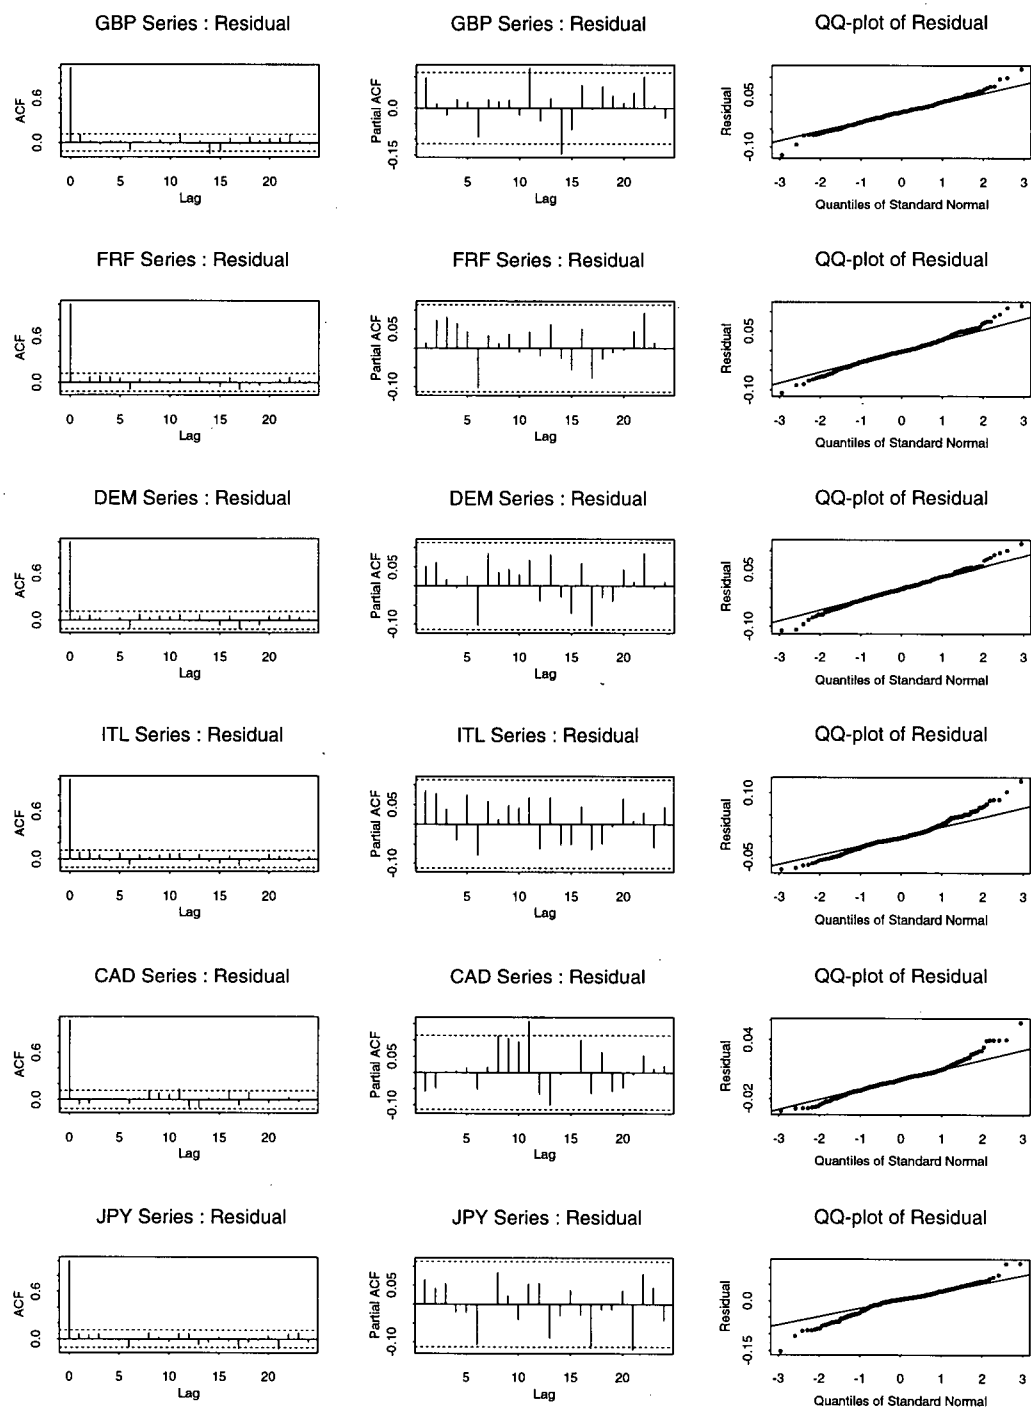 GBP Series : Residual
GBP Series : Residual
QQ-plot of Residual
ACF
0.0 0.6
0 5 10 15 20
Lag
Partial ACF
-0.15 0.0
5 10 15 20
Lag
Residual
-0.10 0.05
-3 -2 -1 0 1 2 3
Quantiles of Standard Normal
FRF Series : Residual
FRF Series : Residual
QQ-plot of Residual
ACF
0.0 0.6
0 5 10 15 20
Lag
Partial ACF
-0.10 0.05
5 10 15 20
Lag
Residual
-0.10 0.05
-3 -2 -1 0 1 2 3
Quantiles of Standard Normal
DEM Series : Residual
DEM Series : Residual
QQ-plot of Residual
ACF
0.0 0.6
0 5 10 15 20
Lag
Partial ACF
-0.10 0.05
5 10 15 20
Lag
Residual
-0.10 0.05
-3 -2 -1 0 1 2 3
Quantiles of Standard Normal
ITL Series : Residual
ITL Series : Residual
QQ-plot of Residual
ACF
0.0 0.6
0 5 10 15 20
Lag
Partial ACF
-0.10 0.05
5 10 15 20
Lag
Residual
-0.05 0.10
-3 -2 -1 0 1 2 3
Quantiles of Standard Normal
CAD Series : Residual
CAD Series : Residual
QQ-plot of Residual
ACF
0.0 0.6
0 5 10 15 20
Lag
Partial ACF
-0.10 0.05
5 10 15 20
Lag
Residual
-0.02 0.04
-3 -2 -1 0 1 2 3
Quantiles of Standard Normal
JPY Series : Residual
JPY Series : Residual
QQ-plot of Residual
ACF
0.0 0.6
0 5 10 15 20
Lag
Partial ACF
-0.10 0.05
5 10 15 20
Lag
Residual
-0.15 0.0
-3 -2 -1 0 1 2 3
Quantiles of Standard Normal